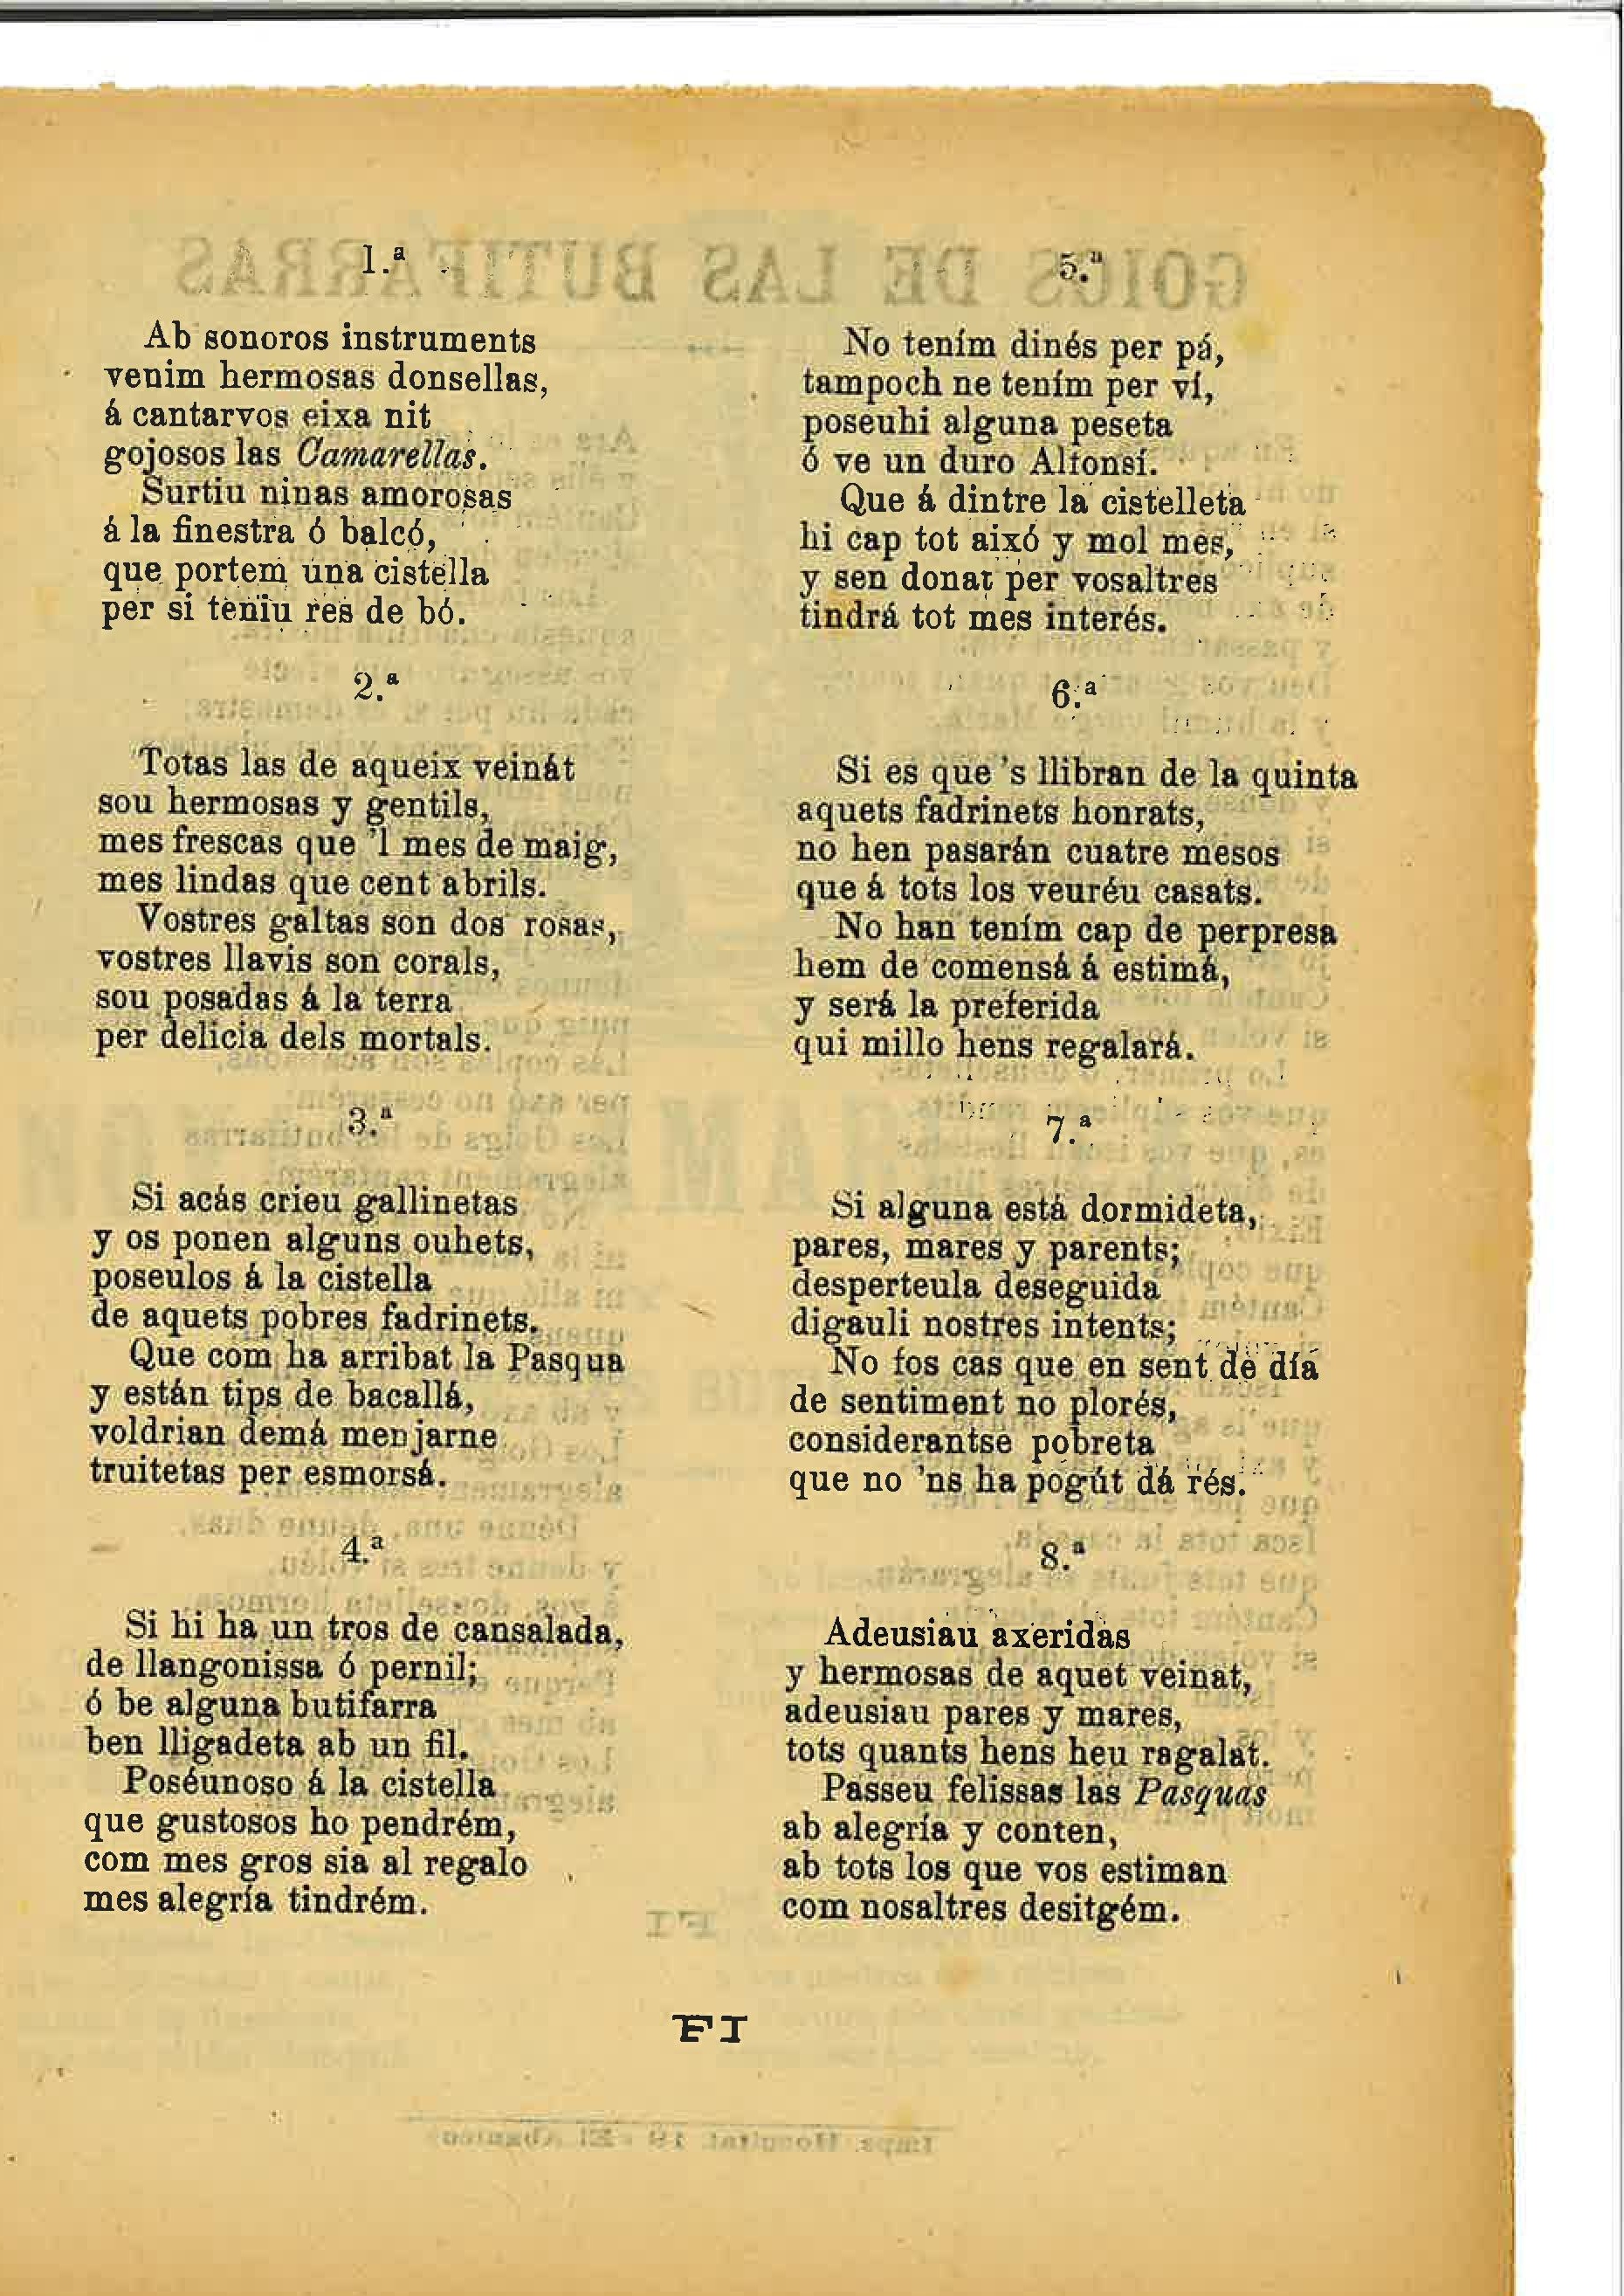 1.ª
Ab sonoros instruments
venim hermosas donsellas,
á cantarvos eixa nit
gojosos las Camarellas.
Surtiu ninas amorosas
á la finestra ó balcó,
que portem una cistella
per si teniu res de bó.
2.ª
Totas las de aqueix veinát
sou hermosas y gentils,
mes frescas que 'l mes de maig,
mes lindas que cent abrils.
Vostres galtas son dos rosas,
vostres llavis son corals,
sou posadas á la terra
per delicia dels mortals.
3.ª
Si acás crieu gallinetas
y os ponen alguns ouhets,
poseulos á la cistella
de aquets pobres fadrinets.
Que com ha arribat la Pasqua
y están tips de bacallá,
voldrian demá menjarne
truitetas per esmorsá.
4.ª
Si hi ha un tros de cansalada,
de llangonissa ó pernil;
ó be alguna butifarra
ben lligadeta ab un fil.
Poséunoso á la cistella
que gustosos ho pendrém,
com mes gros sia al regalo
mes alegría tindrém.
5.ª
No tením dinés per pá,
tampoch ne tením per ví,
poseuhi alguna peseta
ó ve un duro Alfonsí.
Que á dintre la cistelleta
hi cap tot aixó y mol mes,
y sen donat per vosaltres
tindrá tot mes interés.
6.ª
Si es que 's llibran de la quinta
aquets fadrinets honrats,
no hen pasarán cuatre mesos
que á tots los veuréu casats.
No han tením cap de perpresa
hem de comensá á estimá,
y será la preferida
qui millo hens regalará.
7.ª
Si alguna está dormideta,
pares, mares y parents;
desperteula deseguida
digauli nostres intents;
No fos cas que en sent de día
de sentiment no plorés,
considerantse pobreta
que no 'ns ha pogút dá rés.
8.ª
Adeusiau axeridas
y hermosas de aquet veinat,
adeusiau pares y mares,
tots quants hens heu ragalat.
Passeu felissas las Pasquas
ab alegría y conten,
ab tots los que vos estiman
com nosaltres desitgém.
FI